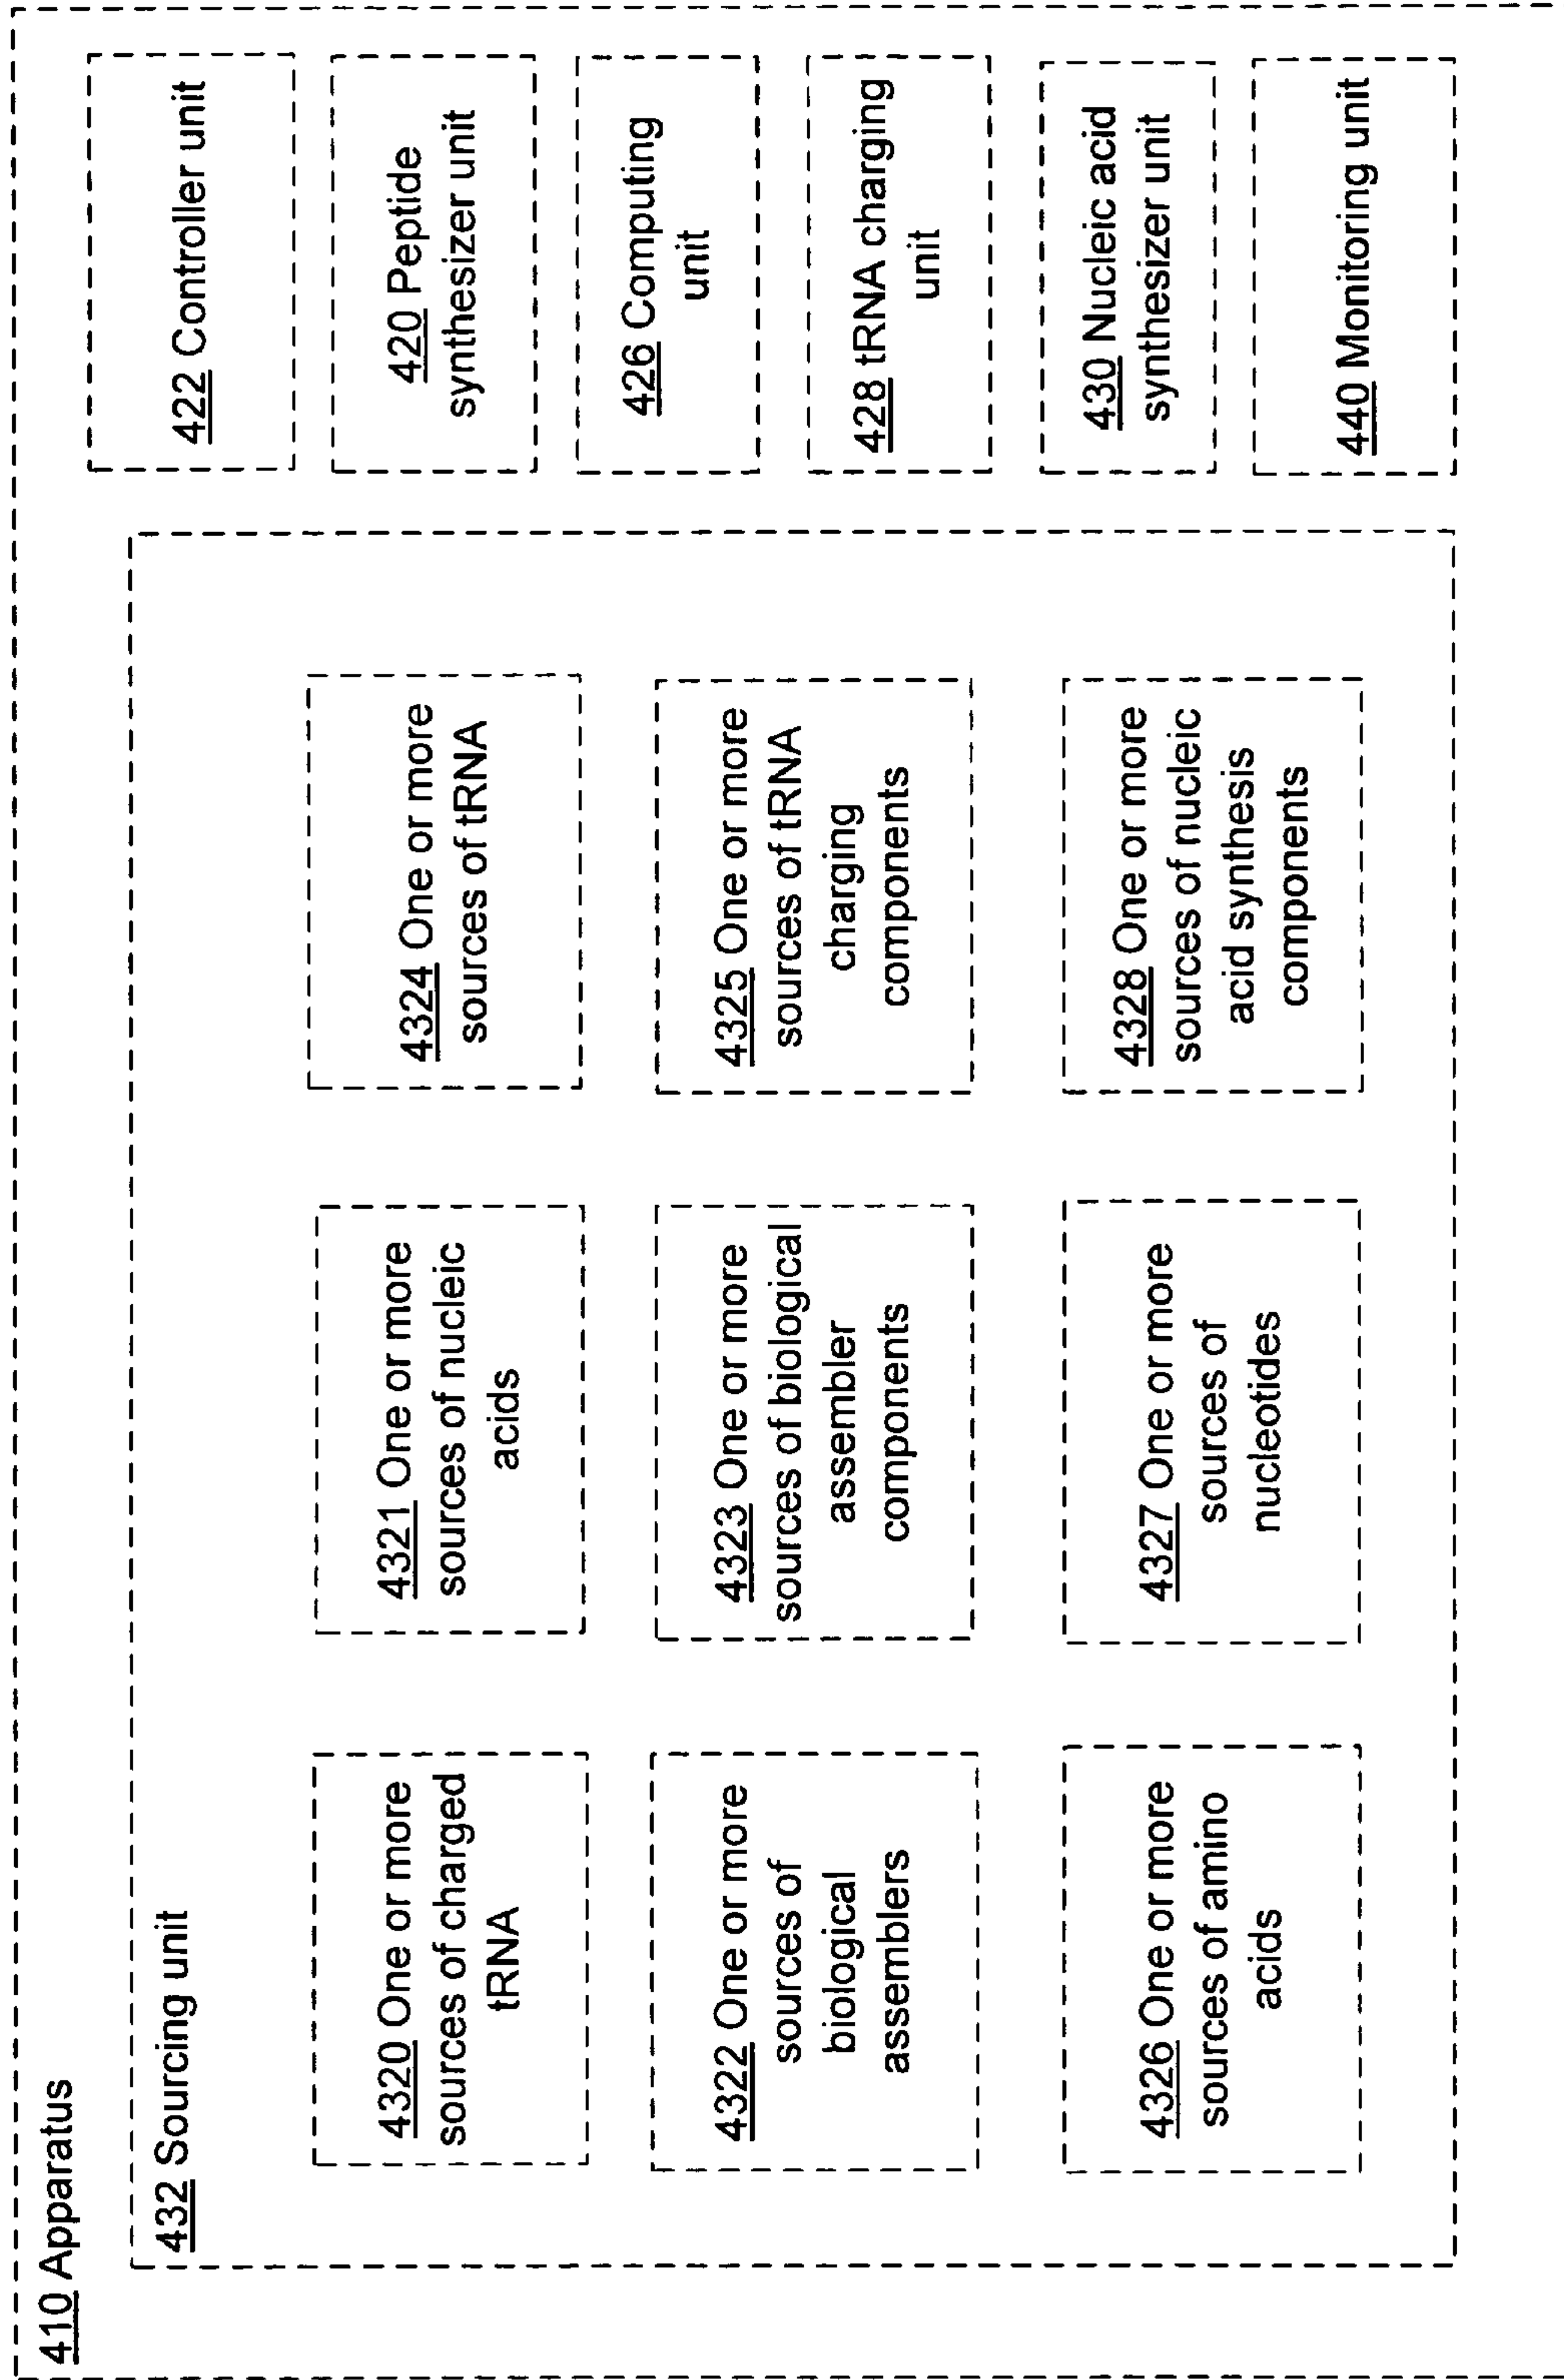 410 Apparatus
432 Sourcing unit
4320 One or more
sources of charged
tRNA
4321 One or more
sources of nucleic
acids
4324 One or more
sources of tRNA
4322 One or more
sources of
biological
assemblers
4323 One or more
sources of biological
assembler
components
4325 One or more
sources of tRNA
charging
components
4326 One or more
sources of amino
acids
4327 One or more
sources of
nucleotides
4328 One or more
sources of nucleic
acid synthesis
components
422 Controller unit
420 Peptide
synthesizer unit
426 Computing
unit
428 tRNA charging
unit
430 Nucleic acid
synthesizer unit
440 Monitoring unit